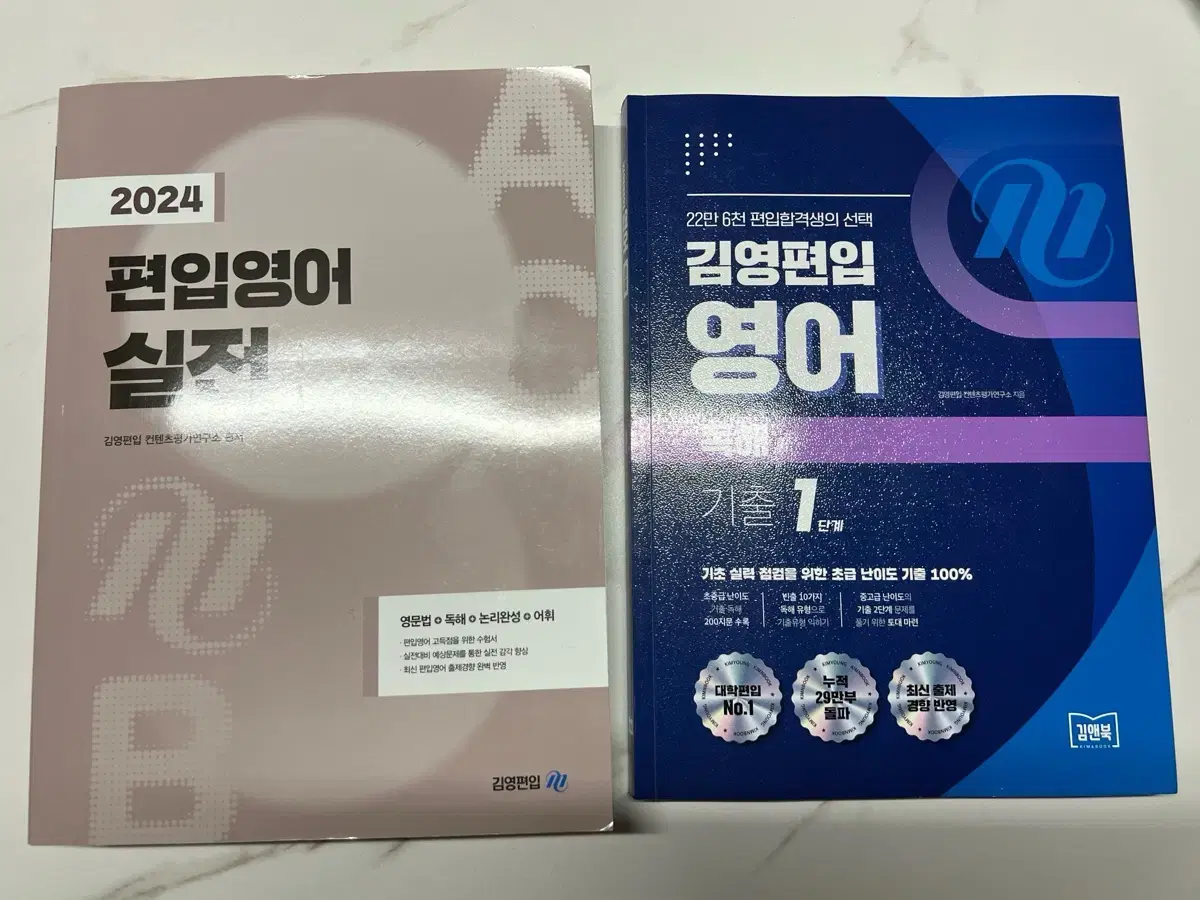 2024
편입영어
실전
김영편입 컨텐츠평가연구소 편저
영문법 + 독해 + 논리완성 + 어휘
· 편입영어 고득점을 위한 수험서
· 실전대비 예상문제를 통한 실전 감각 향상
· 최신 편입영어 출제경향 완벽 반영
김영편입
22만 6천 편입합격생의 선택
김영편입
영어
김영편입 컨텐츠평가연구소 지음
독해
기출 1단계
기초 실력 점검을 위한 초급 난이도 기출 100%
초중급 난이도
기출 독해
200지문 수록
빈출 10가지
독해 유형으로
기출유형 익히기
중고급 난이도의
기출 2단계 문제를
풀기 위한 토대 마련
대학편입
No.1
누적
29만부
돌파
최신 출제
경향 반영
김앤북
KIM&BOOK